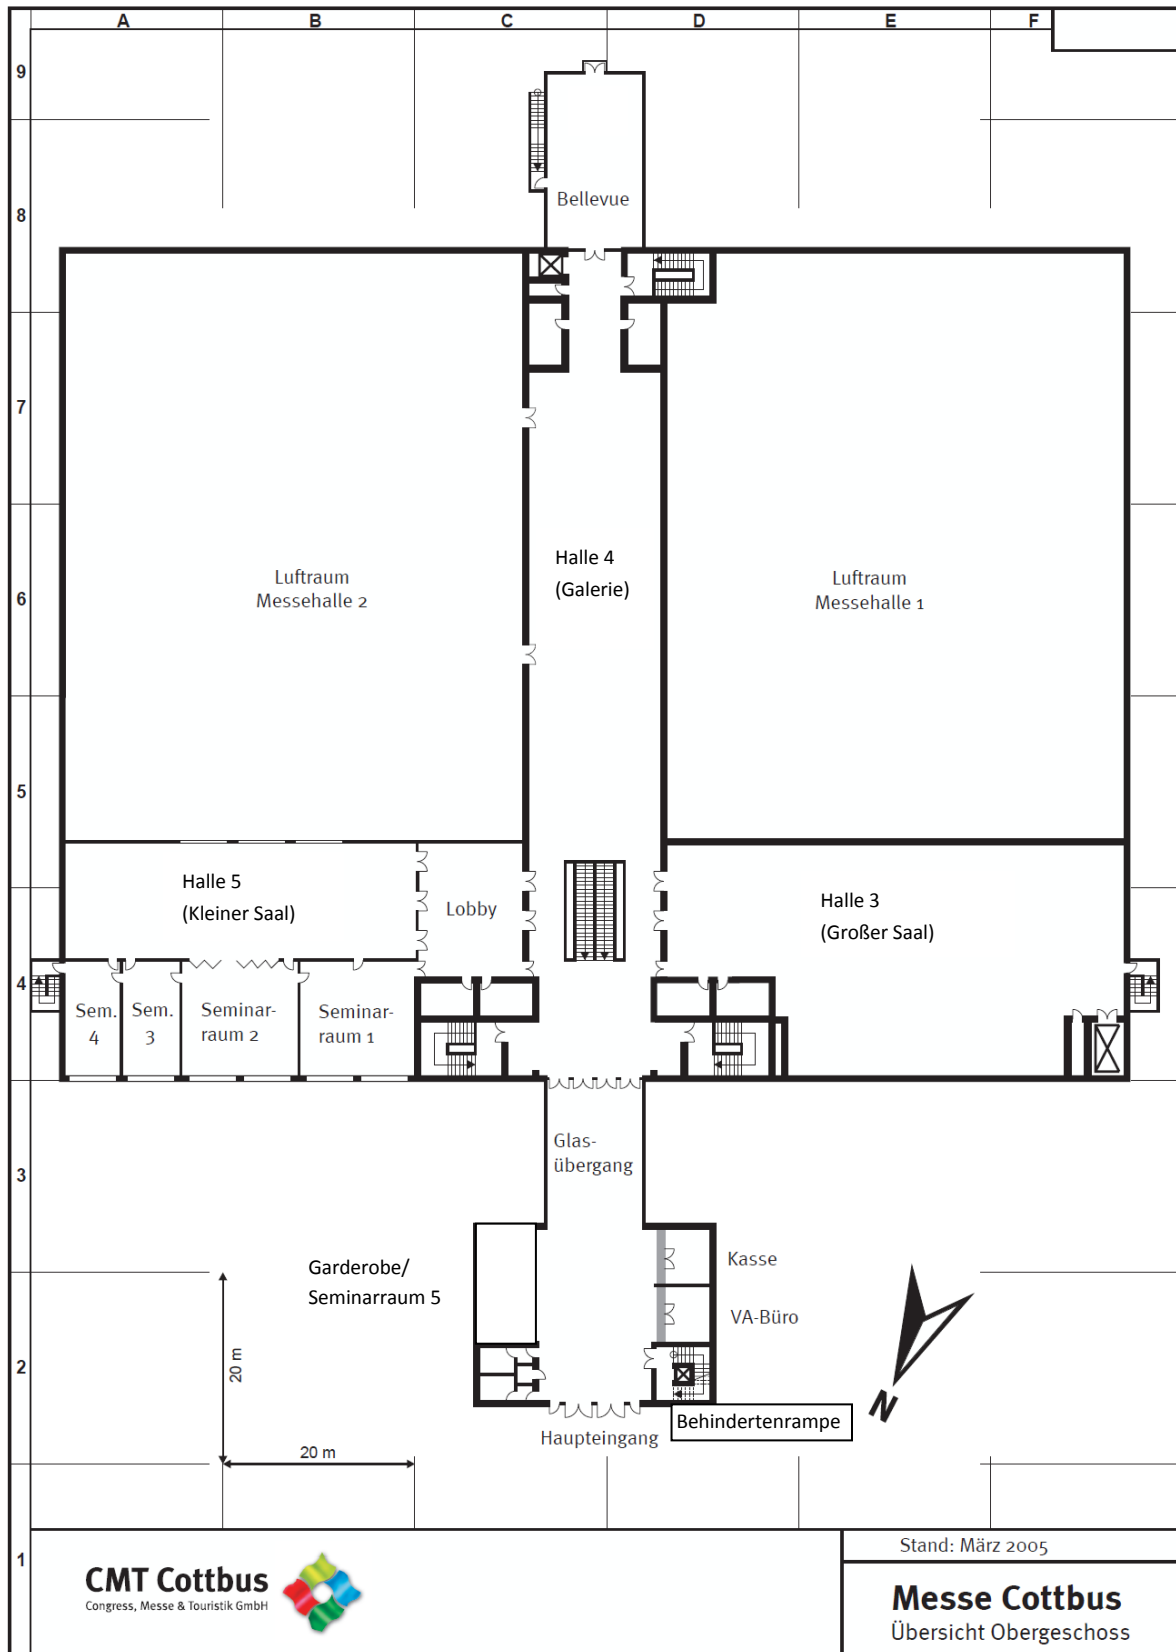 A B C D E F
9
8
7
6
5
4
3
2
1
Bellevue
Halle 4
(Galerie)
Luftraum
Messehalle 2
Luftraum
Messehalle 1
Halle 5
(Kleiner Saal)
Lobby
Halle 3
(Großer Saal)
Sem.
4
Sem.
3
Seminar-
raum 2
Seminar-
raum 1
Glas-
übergang
Garderobe/
Seminarraum 5
Kasse
VA-Büro
20 m
20 m
N
Behindertenrampe
Haupteingang
CMT Cottbus
Congress, Messe & Touristik GmbH
Stand: März 2005
Messe Cottbus
Übersicht Obergeschoss